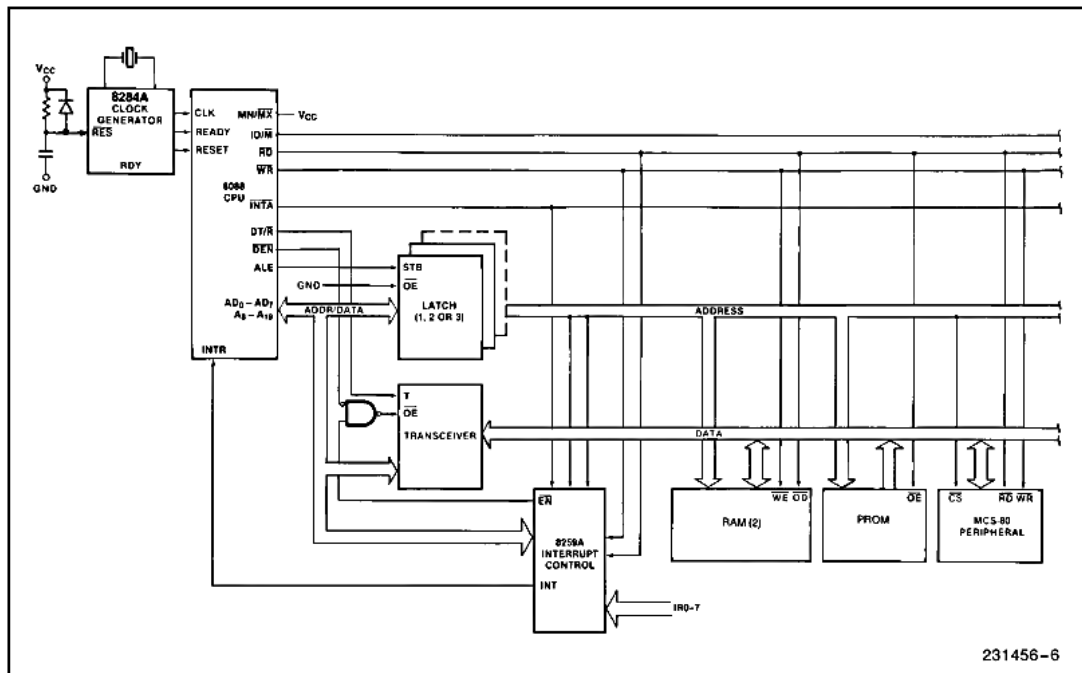 VCC
8284A
CLOCK
GENERATOR
RES
RDY
GND
CLK
READY
RESET
8088
CPU
MN/MX
VCC
IO/M
RD
WR
INTA
DT/R
DEN
ALE
AD0 – AD7
A8 – A19
INTR
ADDR/DATA
GND
STB
OE
LATCH
(1, 2 OR 3)
ADDRESS
T
OE
TRANSCEIVER
DATA
EN
8259A
INTERRUPT
CONTROL
INT
IR0-7
WE OD
RAM (2)
OE
PROM
CS RD WR
MCS-80
PERIPHERAL
231456–6